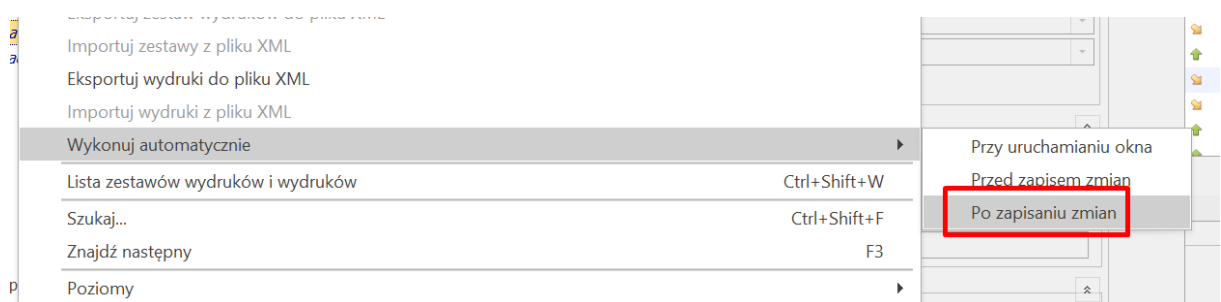 Importuj zestawy z pliku XML
Eksportuj wydruki do pliku XML
Importuj wydruki z pliku XML
Wykonuj automatycznie
Przy uruchamianiu okna
Przed zapisem zmian
Po zapisaniu zmian
Lista zestawów wydruków i wydruków Ctrl+Shift+W
Szukaj... Ctrl+Shift+F
Znajdź następny F3
Poziomy